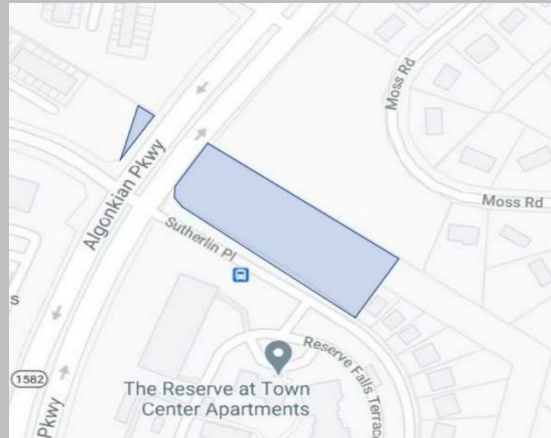 Moss Rd
Algonkian Pkwy
Moss Rd
Sutherlin Pl
s
Reserve Falls Terrac
1582
The Reserve at Town
Center Apartments
Pkwy